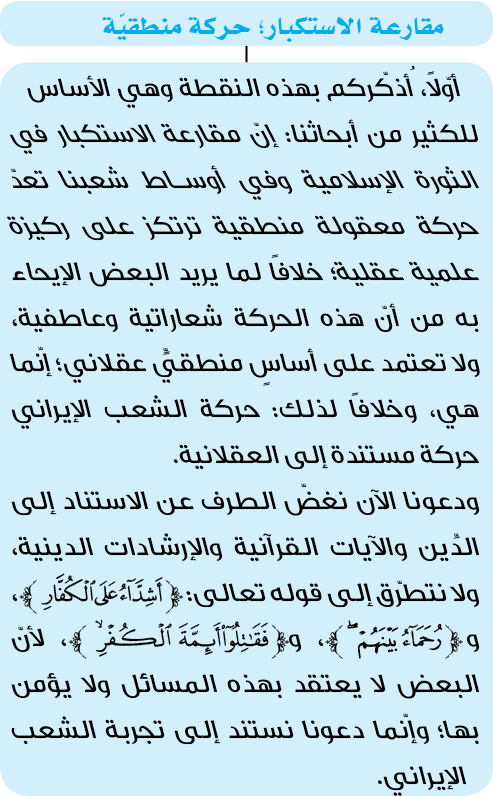 مقارعة الاستكبار؛ حركة منطقيّة
أوّلاً، أُذكّركم بهذه النقطة وهي الأساس
للكثير من أبحاثنا: إنّ مقارعة الاستكبار في
الثورة الإسلامية وفي أوساط شعبنا تعدّ
حركة معقولة منطقية ترتكز على ركيزة
علمية عقلية؛ خلافاً لما يريد البعض الإيحاء
به من أنّ هذه الحركة شعاراتية وعاطفية،
ولا تعتمد على أساسٍ منطقيٍّ عقلاني؛ إنّما
هي، وخلافاً لذلك: حركة الشعب الإيراني
حركة مستندة إلى العقلانية.
ودعونا الآن نغضّ الطرف عن الاستناد إلى
الدّين والآيات القرآنية والإرشادات الدينية،
ولا نتطرّق إلى قوله تعالى: ﴿أَشِدَّآءُ عَلَى ٱلۡكُفَّارِ﴾،
و﴿رُحَمَآءُ بَيۡنَهُمۡۖ﴾، و﴿فَقَٰتِلُوٓاْ أَئِمَّةَ ٱلۡكُفۡرِۙ﴾، لأنّ
البعض لا يعتقد بهذه المسائل ولا يؤمن
بها؛ وإنّما دعونا نستند إلى تجربة الشعب
الإيراني.